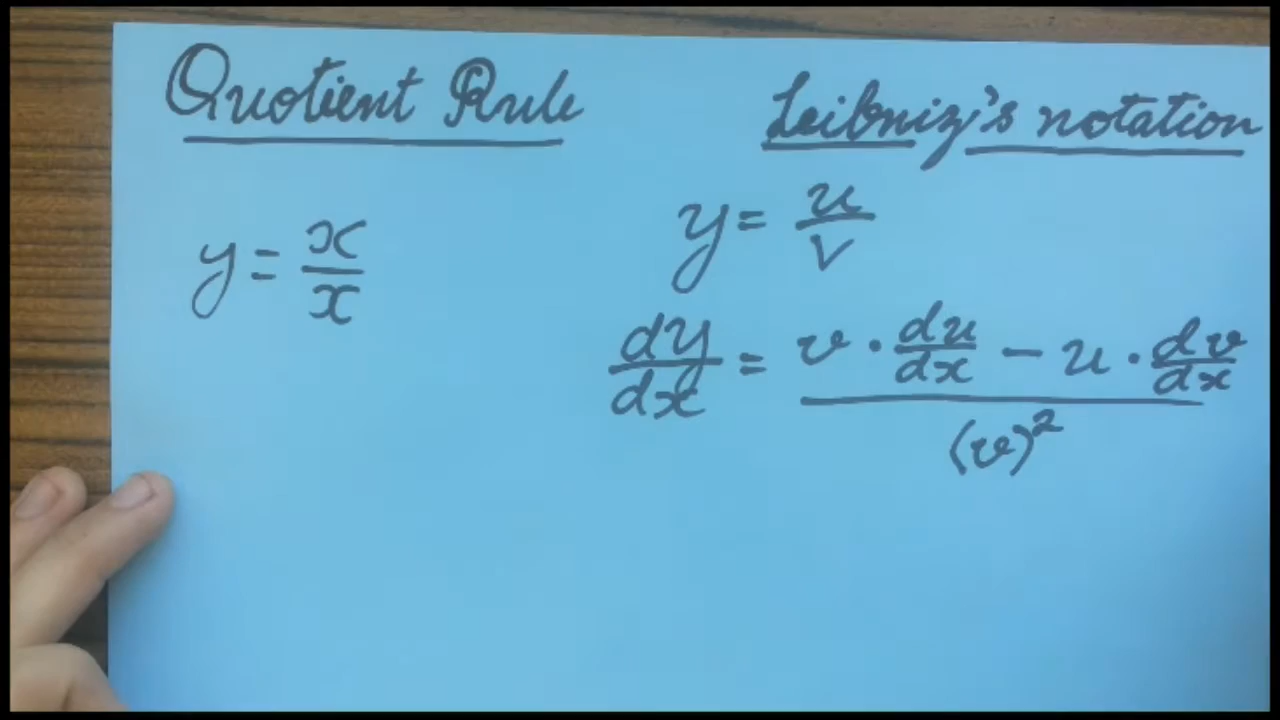 Quotient Rule
Leibniz's notation
y = x/x
y = u/v
dy/dx = (v · du/dx − u · dv/dx)/(v)²